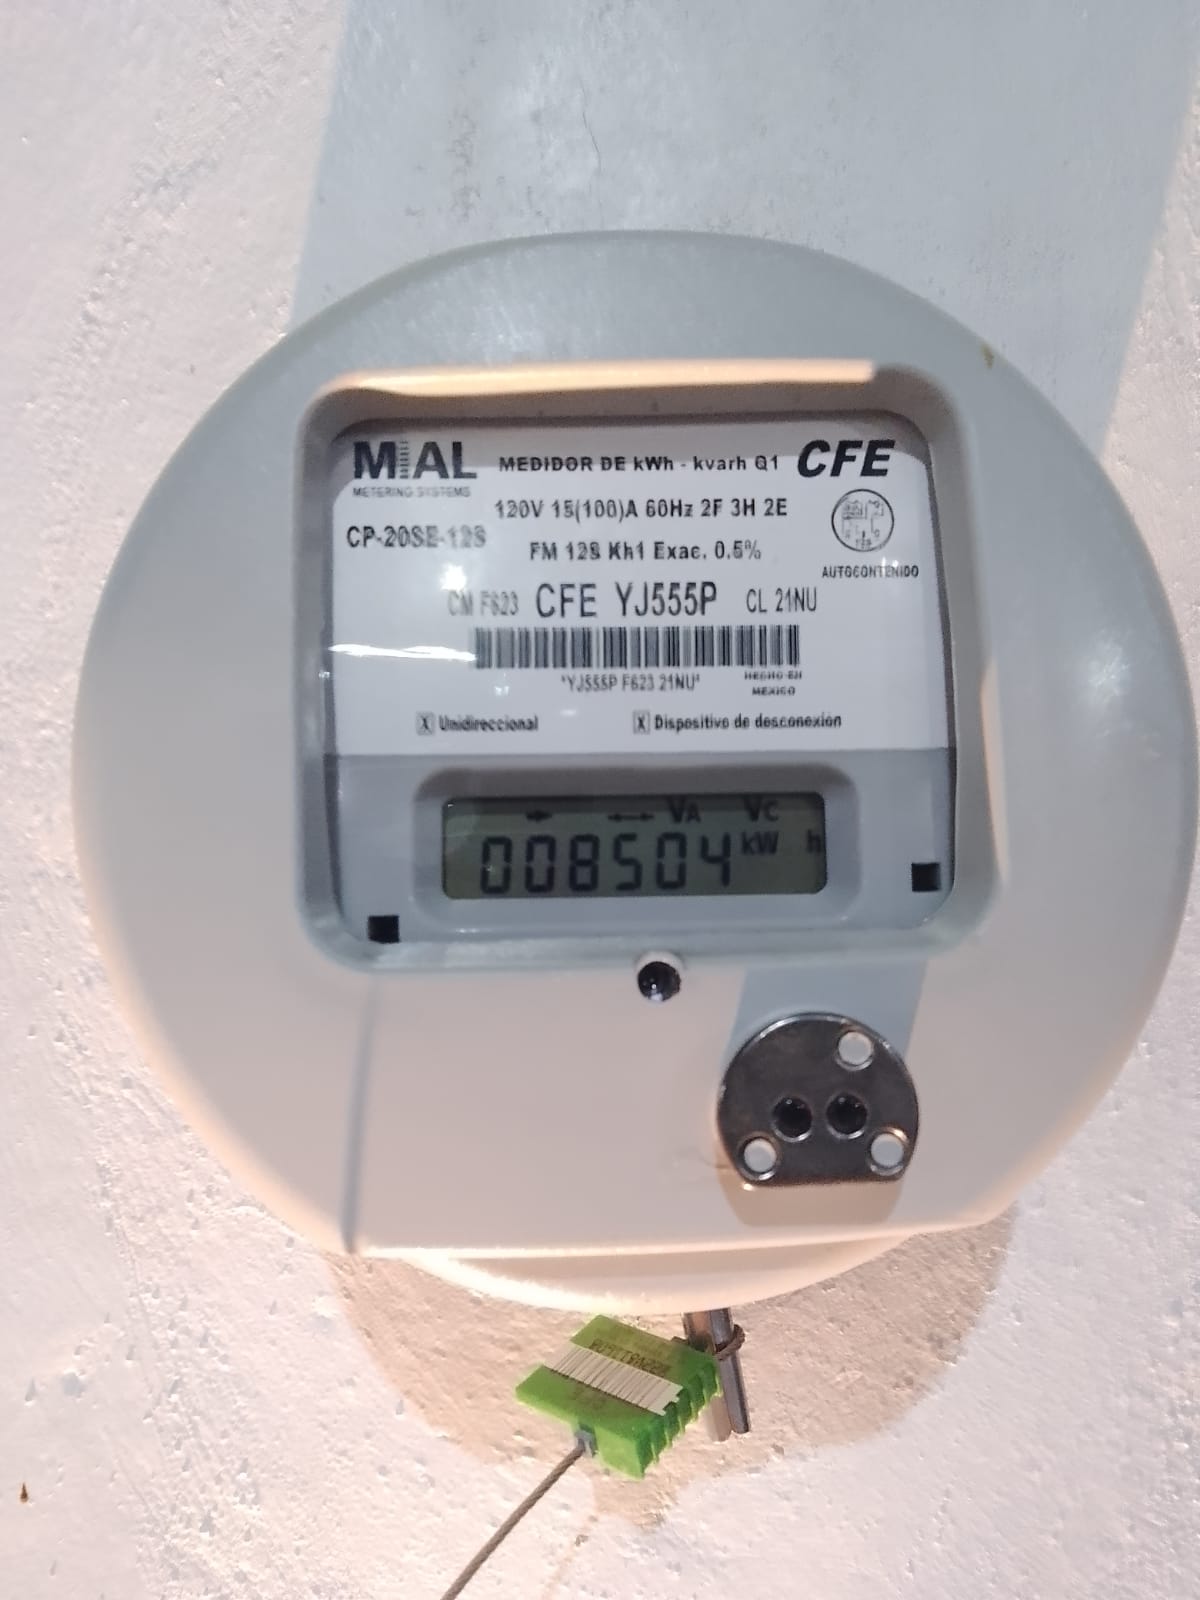 MIAL
METERING SYSTEMS
MEDIDOR DE kWh - kvarh Q1
CFE
120V 15(100)A 60Hz 2F 3H 2E
CP-20SE-12S
FM 12S Kh1 Exac. 0.5%
AUTOCONTENIDO
CM F623 CFE YJ555P CL 21NU
*YJ555P F623 21NU*
HECHO EN
MEXICO
X Unidireccional
X Dispositivo de desconexión
VA VC
008504 kW h